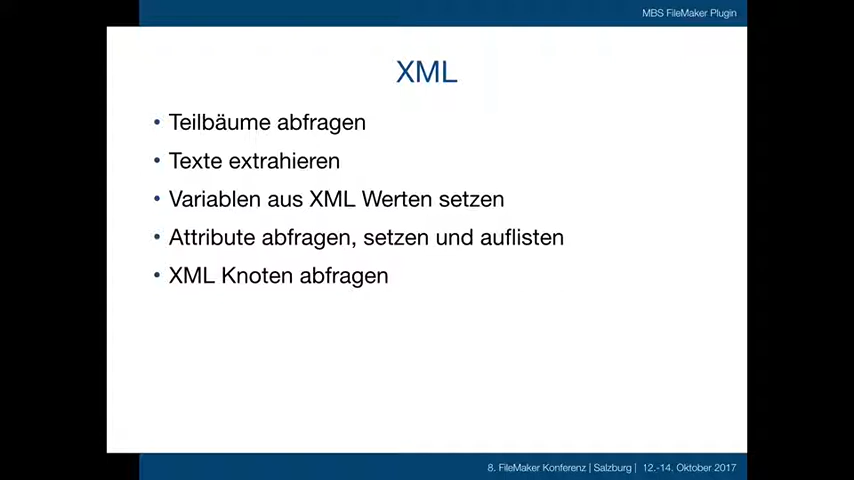 MBS FileMaker Plugin
XML
• Teilbäume abfragen
• Texte extrahieren
• Variablen aus XML Werten setzen
• Attribute abfragen, setzen und auflisten
• XML Knoten abfragen
8. FileMaker Konferenz | Salzburg | 12.-14. Oktober 2017